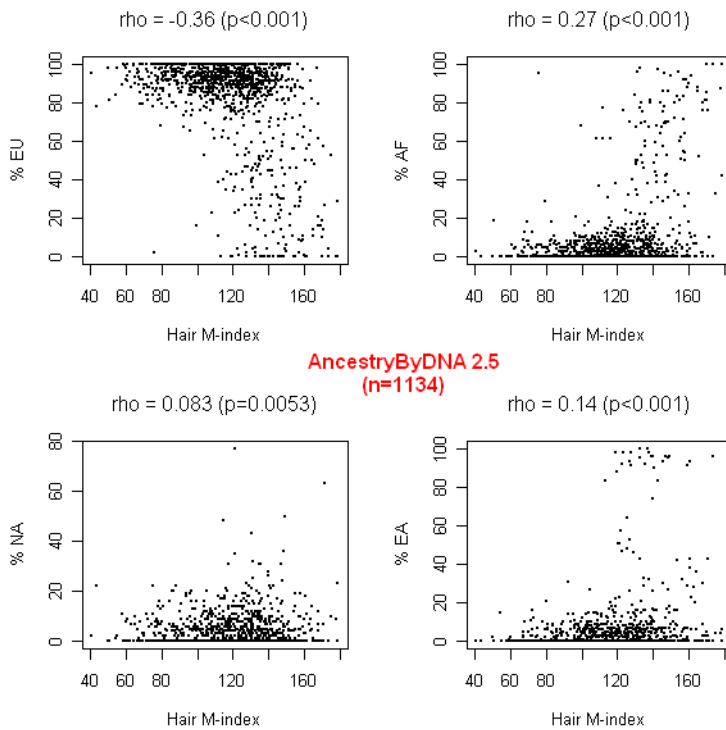 rho = -0.36 (p<0.001)
% EU
0 20 40 60 80 100
40 60 80 120 160
Hair M-index
rho = 0.27 (p<0.001)
% AF
0 20 40 60 80 100
40 60 80 120 160
Hair M-index
AncestryByDNA 2.5
(n=1134)
rho = 0.083 (p=0.0053)
% NA
0 20 40 60 80
40 60 80 120 160
Hair M-index
rho = 0.14 (p<0.001)
% EA
0 20 40 60 80 100
40 60 80 120 160
Hair M-index